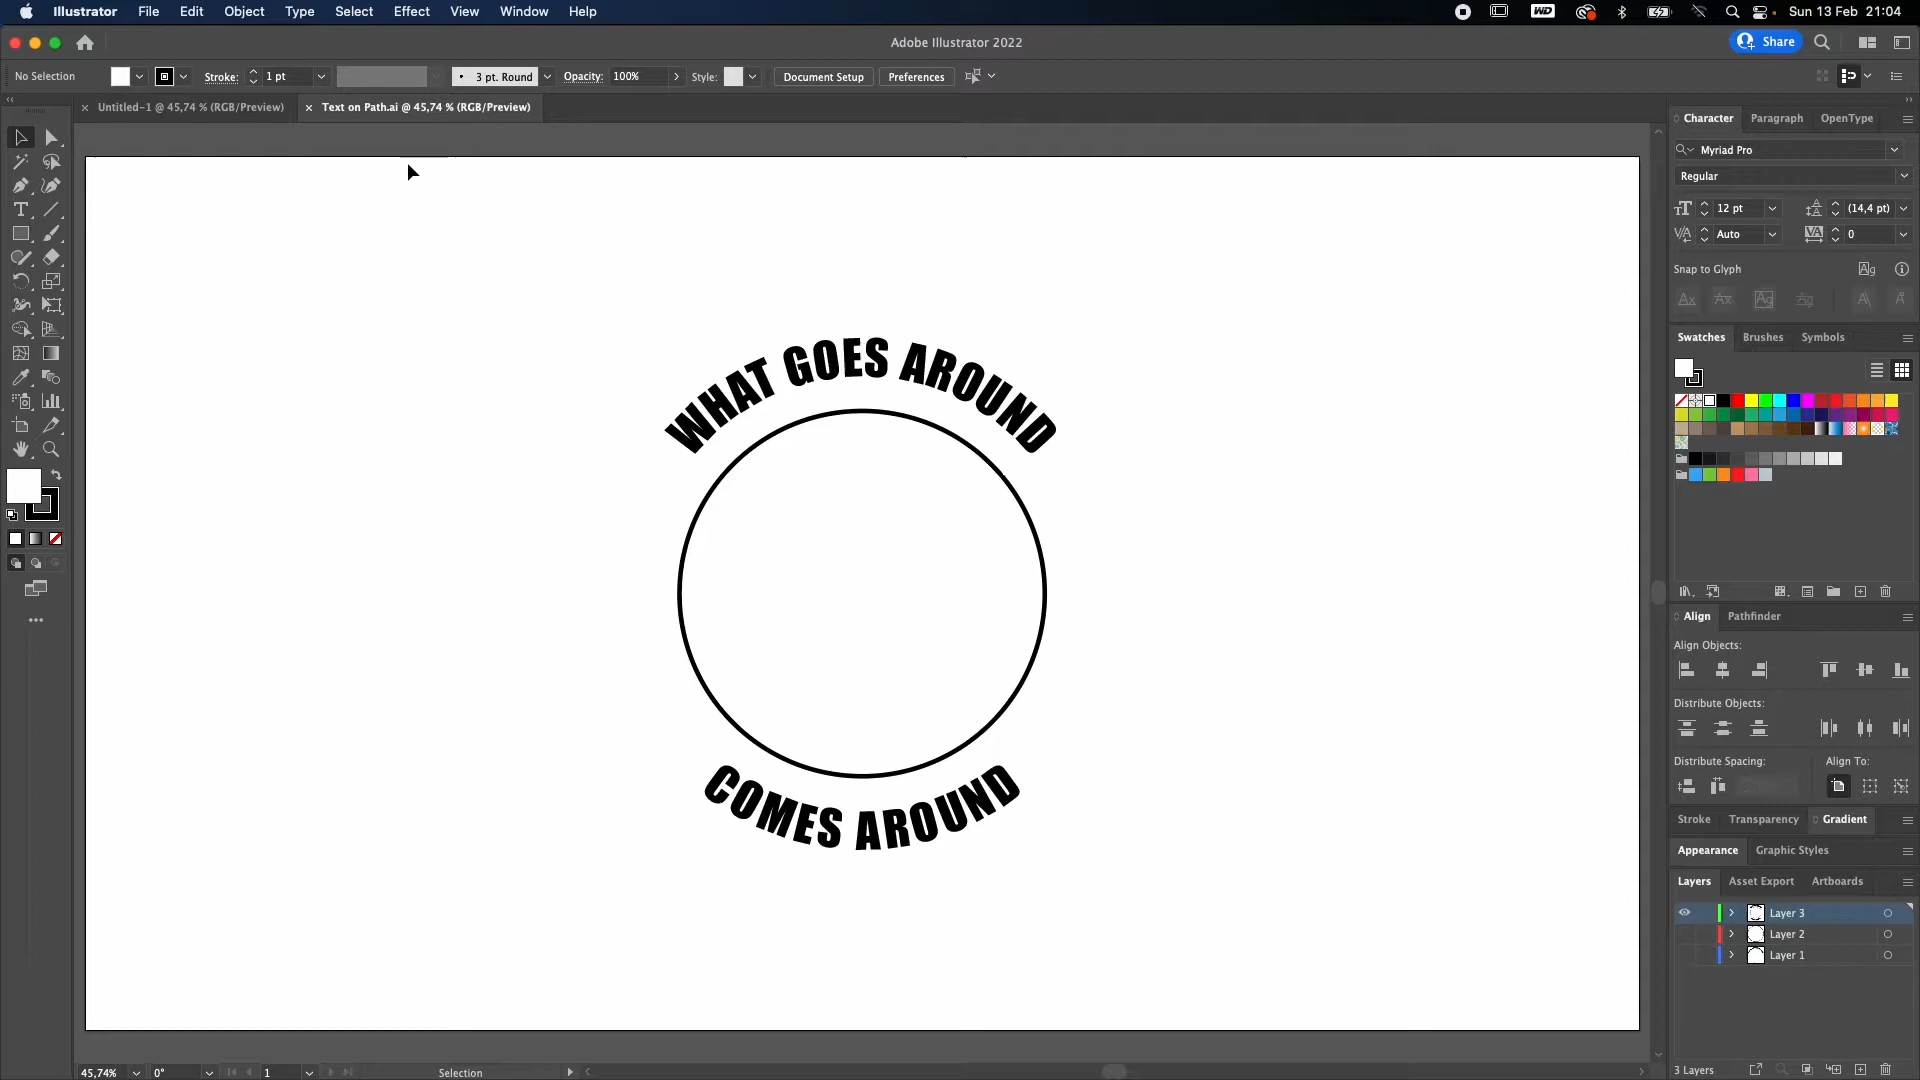 Illustrator File Edit Object Type Select Effect View Window Help
WD
Sun 13 Feb 21:04
Adobe Illustrator 2022
Share
No Selection
Stroke: 1 pt
3 pt. Round
Opacity: 100%
Style:
Document Setup
Preferences
Untitled-1 @ 45,74 % (RGB/Preview)
Text on Path.ai @ 45,74 % (RGB/Preview)
WHAT GOES AROUND
COMES AROUND
Character Paragraph OpenType
Myriad Pro
Regular
12 pt
(14,4 pt)
Auto
0
Snap to Glyph
Swatches Brushes Symbols
Align Pathfinder
Align Objects:
Distribute Objects:
Distribute Spacing: Align To:
Stroke Transparency Gradient
Appearance Graphic Styles
Layers Asset Export Artboards
Layer 3
Layer 2
Layer 1
3 Layers
45,74% 0° 1 Selection